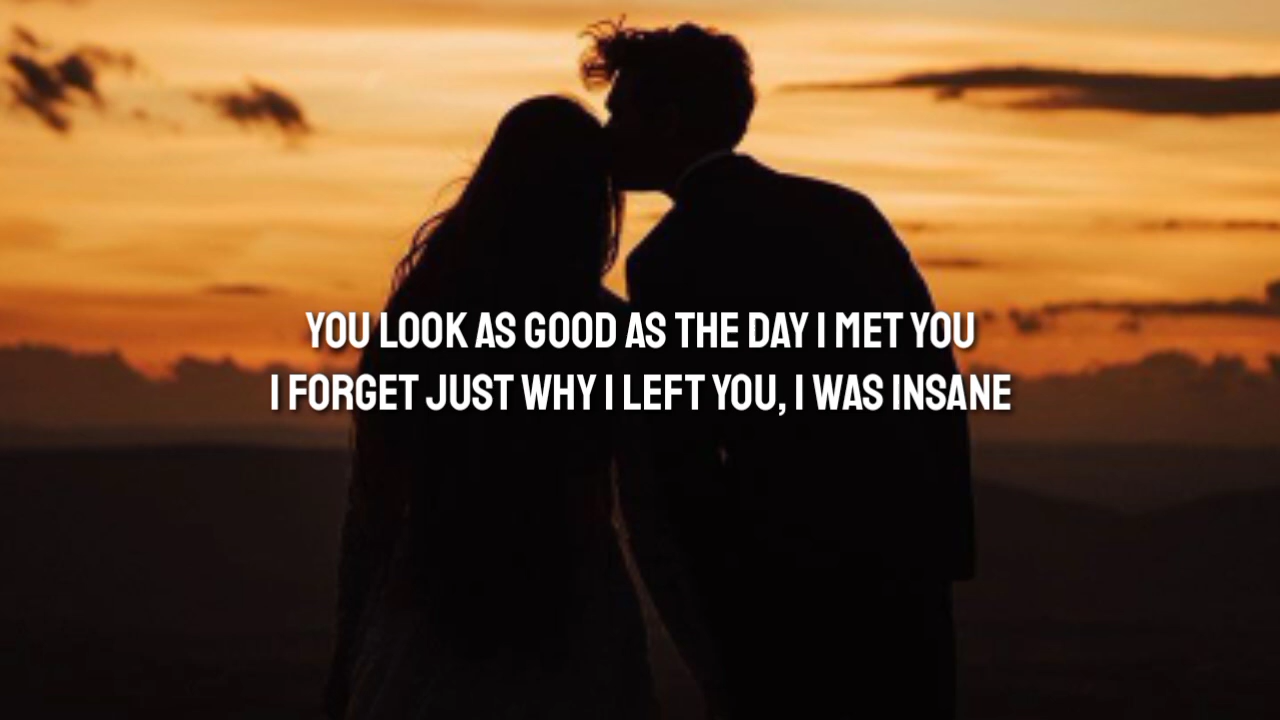 YOU LOOK AS GOOD AS THE DAY I MET YOU
I FORGET JUST WHY I LEFT YOU, I WAS INSANE